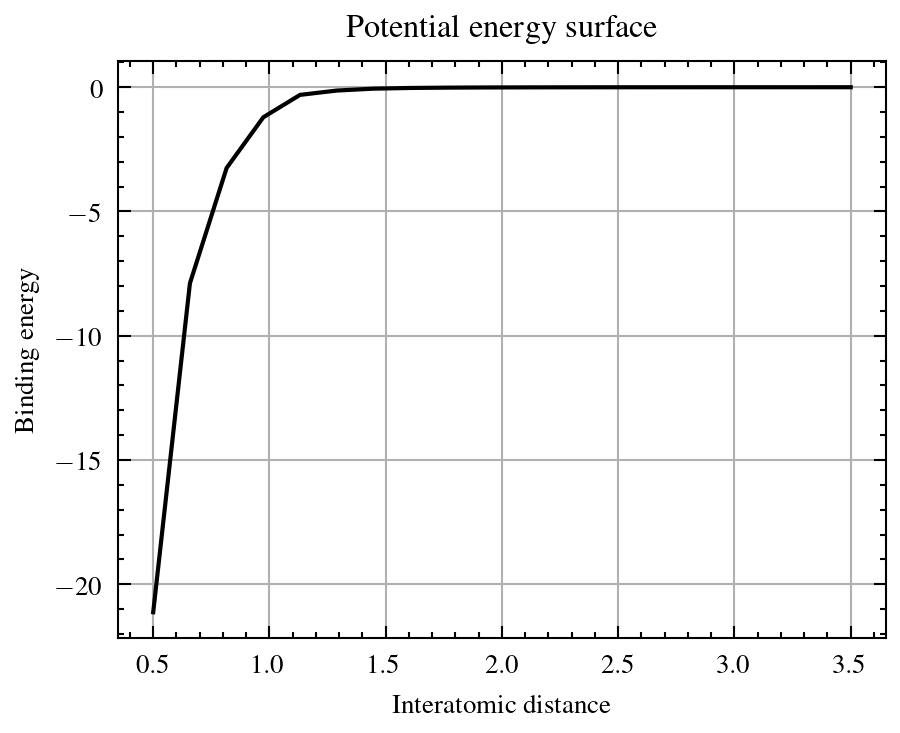 Potential energy surface
Binding energy
0
−5
−10
−15
−20
0.5 1.0 1.5 2.0 2.5 3.0 3.5
Interatomic distance